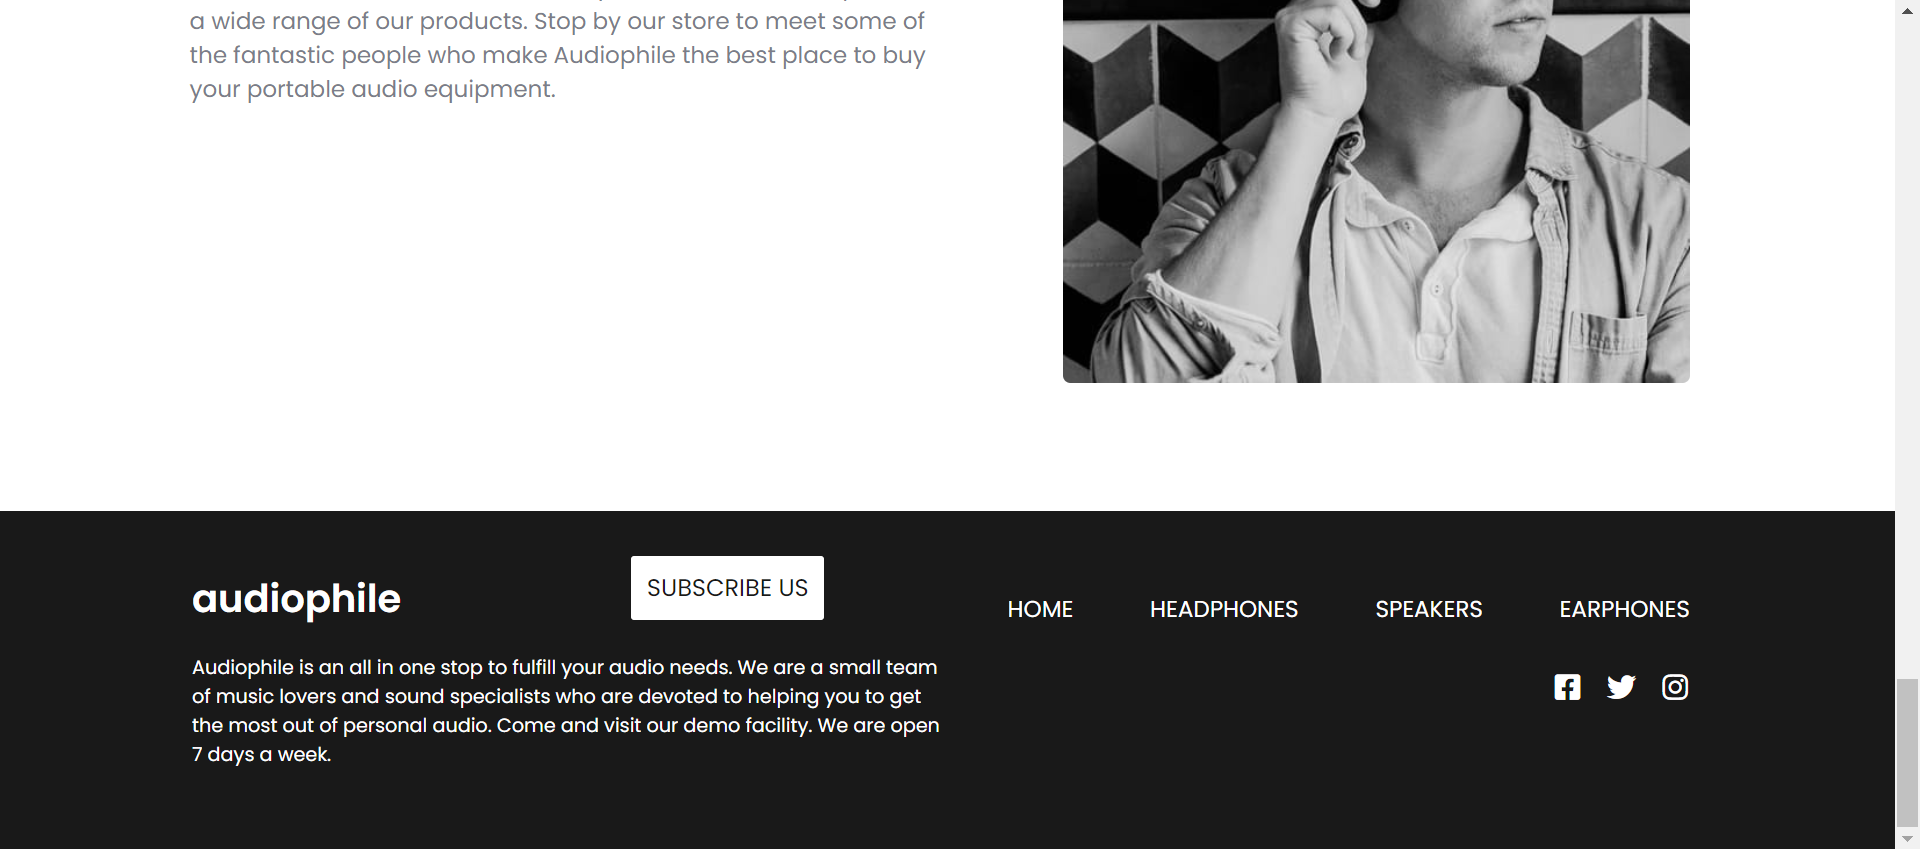 a wide range of our products. Stop by our store to meet some of
the fantastic people who make Audiophile the best place to buy
your portable audio equipment.
audiophile
SUBSCRIBE US
HOME HEADPHONES SPEAKERS EARPHONES
Audiophile is an all in one stop to fulfill your audio needs. We are a small team
of music lovers and sound specialists who are devoted to helping you to get
the most out of personal audio. Come and visit our demo facility. We are open
7 days a week.